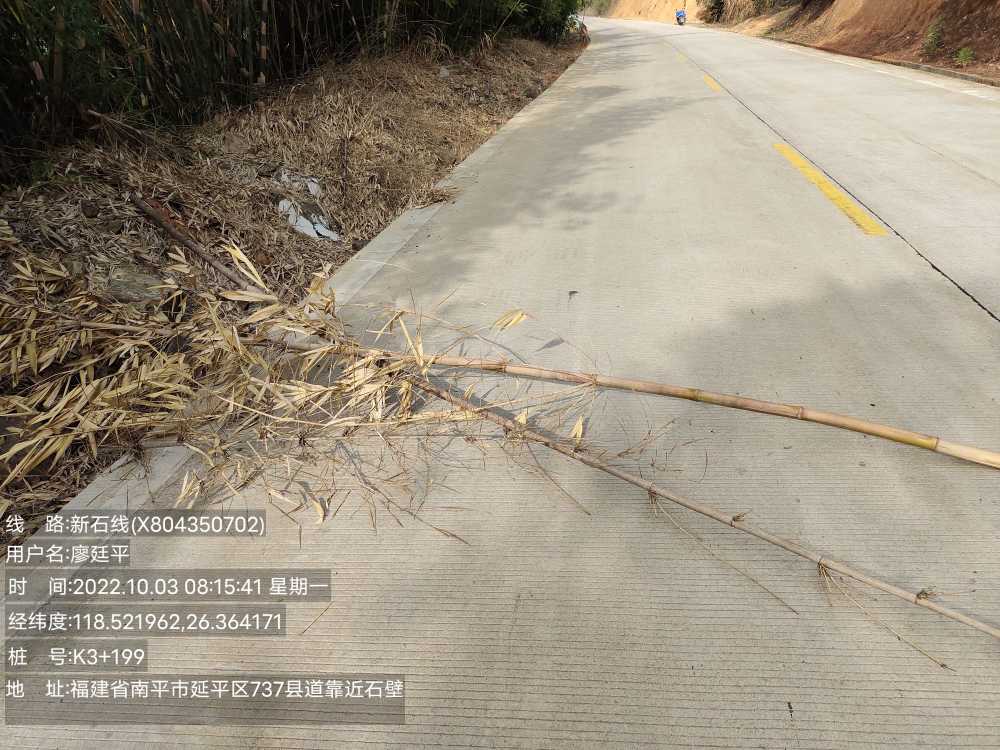 线 路:新石线(X804350702)
用户名:廖廷平
时 间:2022.10.03 08:15:41 星期一
经纬度:118.521962,26.364171
桩 号:K3+199
地 址:福建省南平市延平区737县道靠近石壁